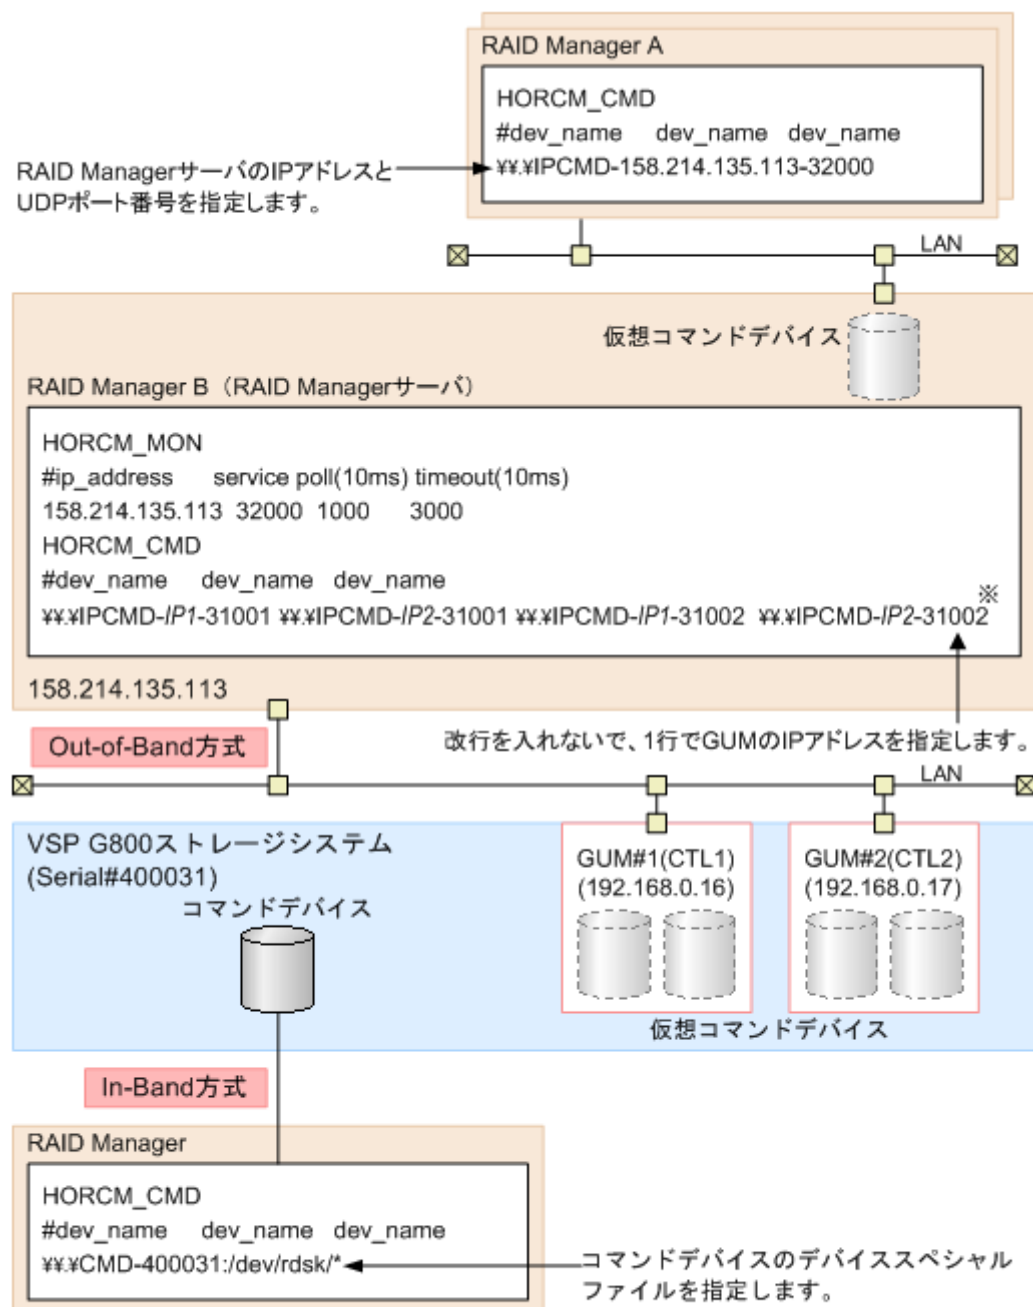 RAID Manager A
HORCM_CMD
#dev_name dev_name dev_name
¥¥.¥IPCMD-158.214.135.113-32000
RAID ManagerサーバのIPアドレスと
UDPポート番号を指定します。
LAN
仮想コマンドデバイス
RAID Manager B（RAID Managerサーバ）
HORCM_MON
#ip_address service poll(10ms) timeout(10ms)
158.214.135.113 32000 1000 3000
HORCM_CMD
#dev_name dev_name dev_name
¥¥.¥IPCMD-IP1-31001 ¥¥.¥IPCMD-IP2-31001 ¥¥.¥IPCMD-IP1-31002 ¥¥.¥IPCMD-IP2-31002※
158.214.135.113
改行を入れないで、1行でGUMのIPアドレスを指定します。
Out-of-Band方式
LAN
VSP G800ストレージシステム
(Serial#400031)
コマンドデバイス
GUM#1(CTL1)
(192.168.0.16)
GUM#2(CTL2)
(192.168.0.17)
仮想コマンドデバイス
In-Band方式
RAID Manager
HORCM_CMD
#dev_name dev_name dev_name
¥¥.¥CMD-400031:/dev/rdsk/*
コマンドデバイスのデバイススペシャル
ファイルを指定します。